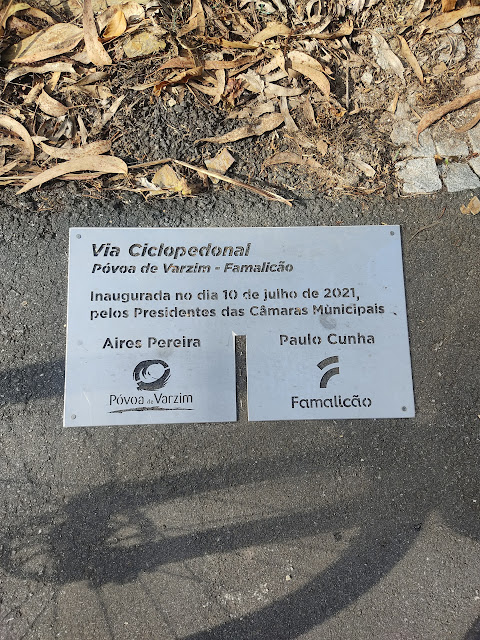 Via Ciclopedonal
Póvoa de Varzim - Famalicão
Inaugurada no dia 10 de julho de 2021,
pelos Presidentes das Câmaras Municipais
Aires Pereira
Póvoa de Varzim
Paulo Cunha
Famalicão